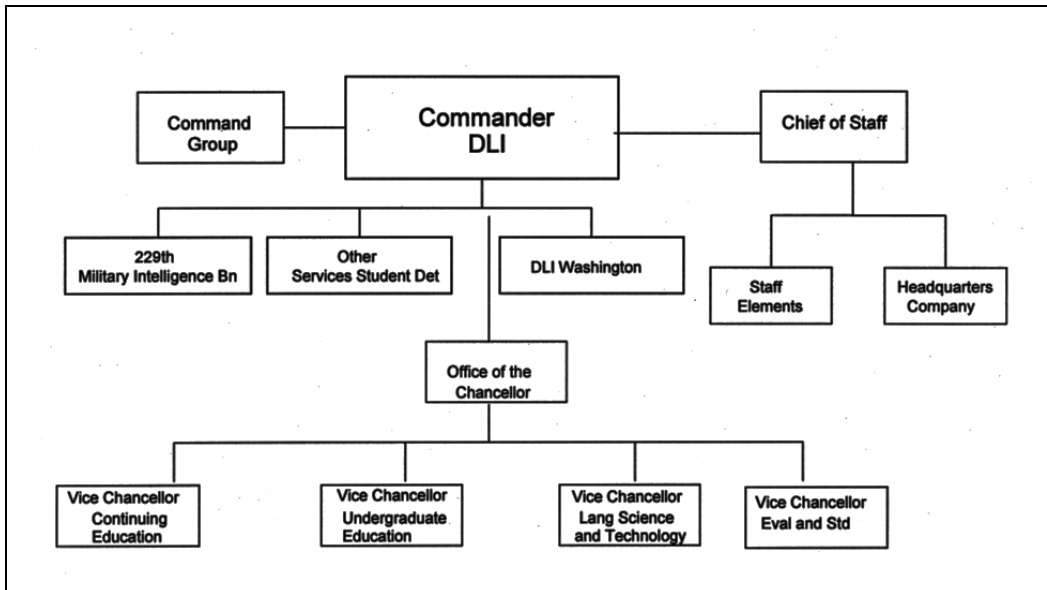 Commander
DLI
Command
Group
Chief of Staff
229th
Military Intelligence Bn
Other
Services Student Det
DLI Washington
Staff
Elements
Headquarters
Company
Office of the
Chancellor
Vice Chancellor
Continuing
Education
Vice Chancellor
Undergraduate
Education
Vice Chancellor
Lang Science
and Technology
Vice Chancellor
Eval and Std